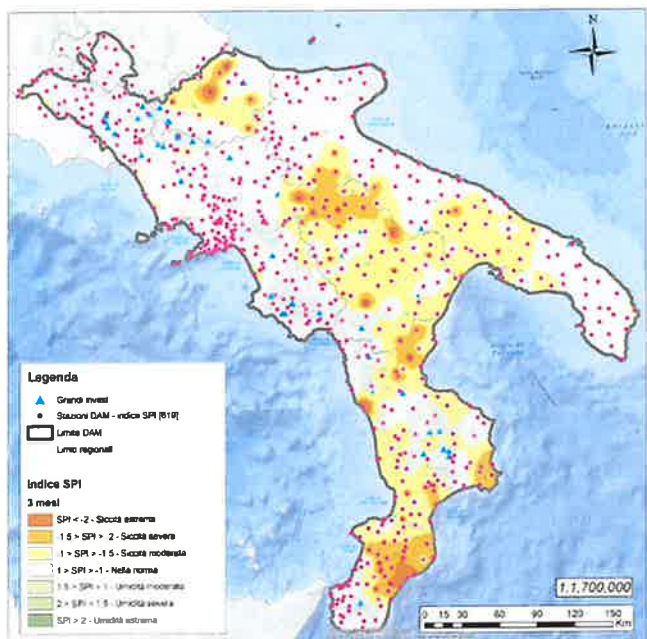 N
Legenda
Grandi invasi
Stazioni DAM - indice SPI [619]
Limite DAM
Limiti regionali
Indice SPI
3 mesi
SPI < -2 - Siccità estrema
-1.5 > SPI > -2 - Siccità severa
-1 > SPI > -1.5 - Siccità moderata
1 > SPI > -1 - Nella norma
1.5 > SPI > 1 - Umidità moderata
2 > SPI > 1.5 - Umidità severa
SPI > 2 - Umidità estrema
1:1,700,000
0 15 30 60 90 120 150
Km